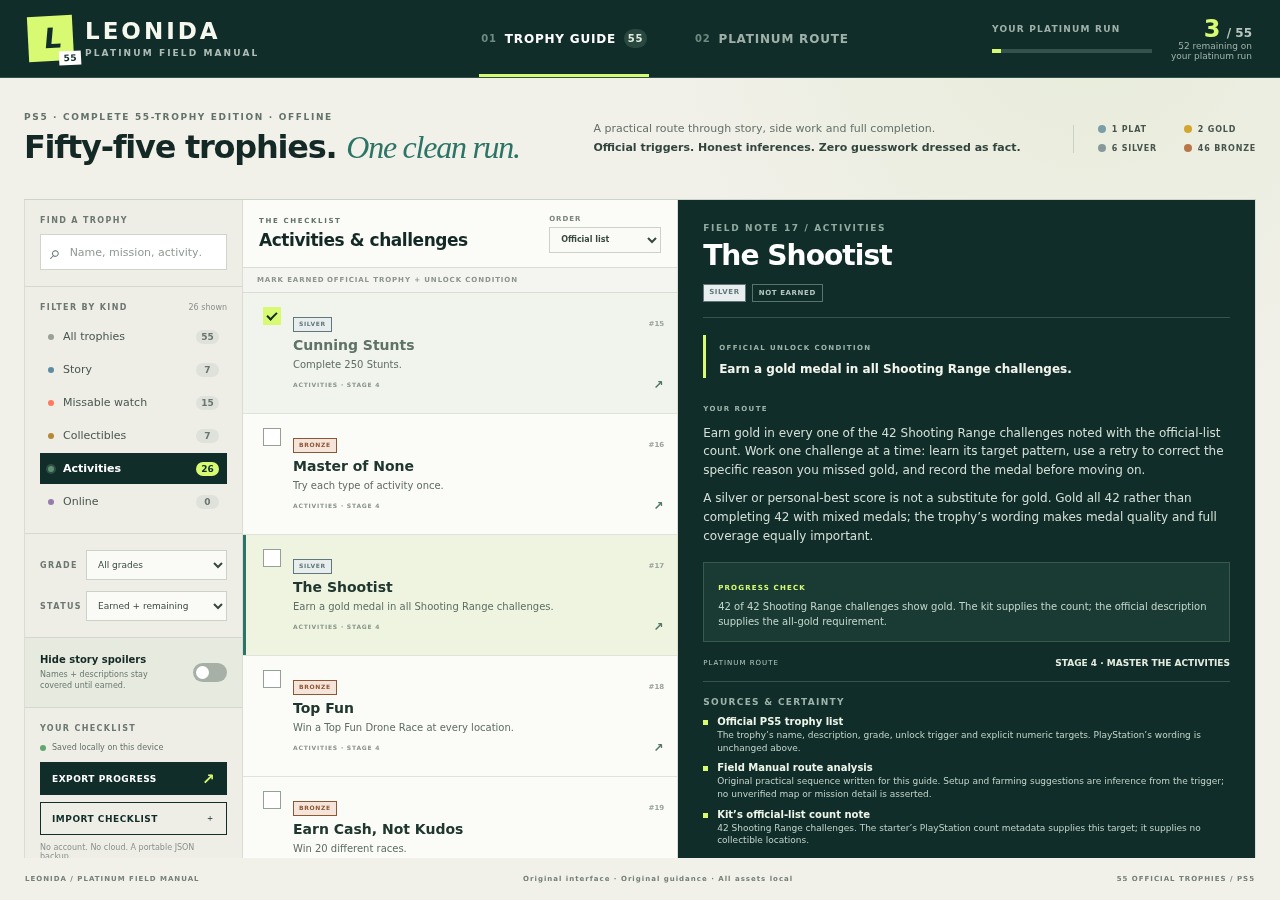 L
55
LEONIDA
PLATINUM FIELD MANUAL
01 TROPHY GUIDE 55
02 PLATINUM ROUTE
YOUR PLATINUM RUN
3 / 55
52 remaining on
your platinum run
PS5 · COMPLETE 55-TROPHY EDITION · OFFLINE
Fifty-five trophies. One clean run.
A practical route through story, side work and full completion.
Official triggers. Honest inferences. Zero guesswork dressed as fact.
1 PLAT
2 GOLD
6 SILVER
46 BRONZE
FIND A TROPHY
Name, mission, activity.
FILTER BY KIND
26 shown
All trophies 55
Story 7
Missable watch 15
Collectibles 7
Activities 26
Online 0
GRADE All grades
STATUS Earned + remaining
Hide story spoilers
Names + descriptions stay
covered until earned.
YOUR CHECKLIST
Saved locally on this device
EXPORT PROGRESS ↗
IMPORT CHECKLIST +
No account. No cloud. A portable JSON
backup.
THE CHECKLIST
Activities & challenges
ORDER
Official list
MARK EARNED OFFICIAL TROPHY + UNLOCK CONDITION
SILVER #15
Cunning Stunts
Complete 250 Stunts.
ACTIVITIES · STAGE 4 ↗
BRONZE #16
Master of None
Try each type of activity once.
ACTIVITIES · STAGE 4 ↗
SILVER #17
The Shootist
Earn a gold medal in all Shooting Range challenges.
ACTIVITIES · STAGE 4 ↗
BRONZE #18
Top Fun
Win a Top Fun Drone Race at every location.
ACTIVITIES · STAGE 4 ↗
BRONZE #19
Earn Cash, Not Kudos
Win 20 different races.
FIELD NOTE 17 / ACTIVITIES
The Shootist
SILVER NOT EARNED
OFFICIAL UNLOCK CONDITION
Earn a gold medal in all Shooting Range challenges.
YOUR ROUTE
Earn gold in every one of the 42 Shooting Range challenges noted with the official-list
count. Work one challenge at a time: learn its target pattern, use a retry to correct the
specific reason you missed gold, and record the medal before moving on.
A silver or personal-best score is not a substitute for gold. Gold all 42 rather than
completing 42 with mixed medals; the trophy’s wording makes medal quality and full
coverage equally important.
PROGRESS CHECK
42 of 42 Shooting Range challenges show gold. The kit supplies the count; the official description
supplies the all-gold requirement.
PLATINUM ROUTE
STAGE 4 · MASTER THE ACTIVITIES
SOURCES & CERTAINTY
Official PS5 trophy list
The trophy’s name, description, grade, unlock trigger and explicit numeric targets. PlayStation’s wording is
unchanged above.
Field Manual route analysis
Original practical sequence written for this guide. Setup and farming suggestions are inference from the trigger;
no unverified map or mission detail is asserted.
Kit’s official-list count note
42 Shooting Range challenges. The starter’s PlayStation count metadata supplies this target; it supplies no
collectible locations.
LEONIDA / PLATINUM FIELD MANUAL
Original interface · Original guidance · All assets local
55 OFFICIAL TROPHIES / PS5